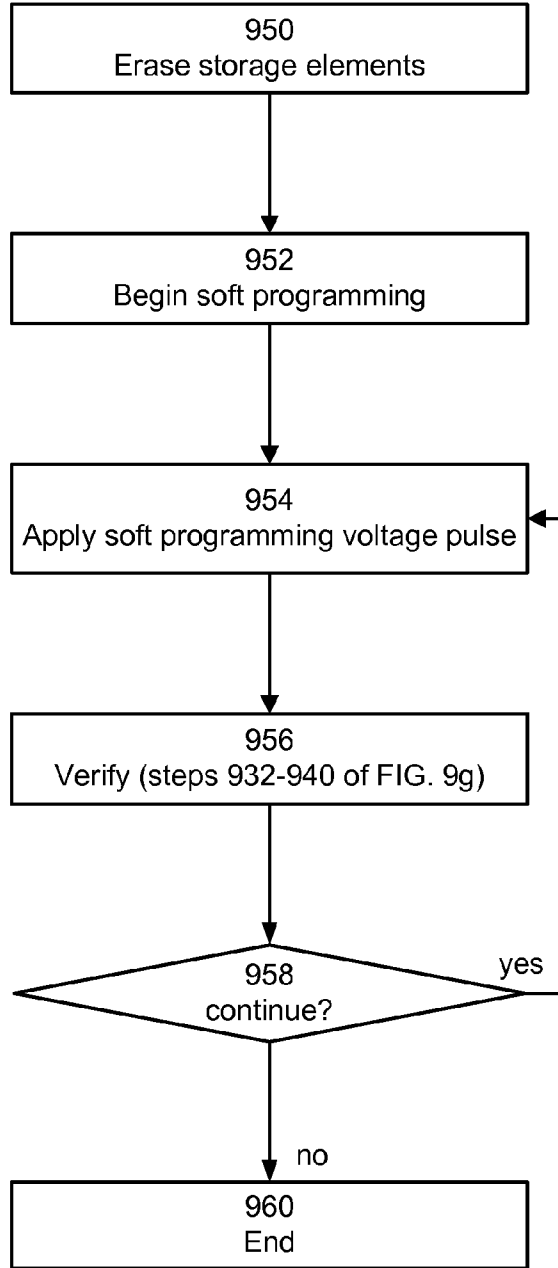 950
Erase storage elements
952
Begin soft programming
954
Apply soft programming voltage pulse
956
Verify (steps 932-940 of FIG. 9g)
958
continue?
yes
no
960
End